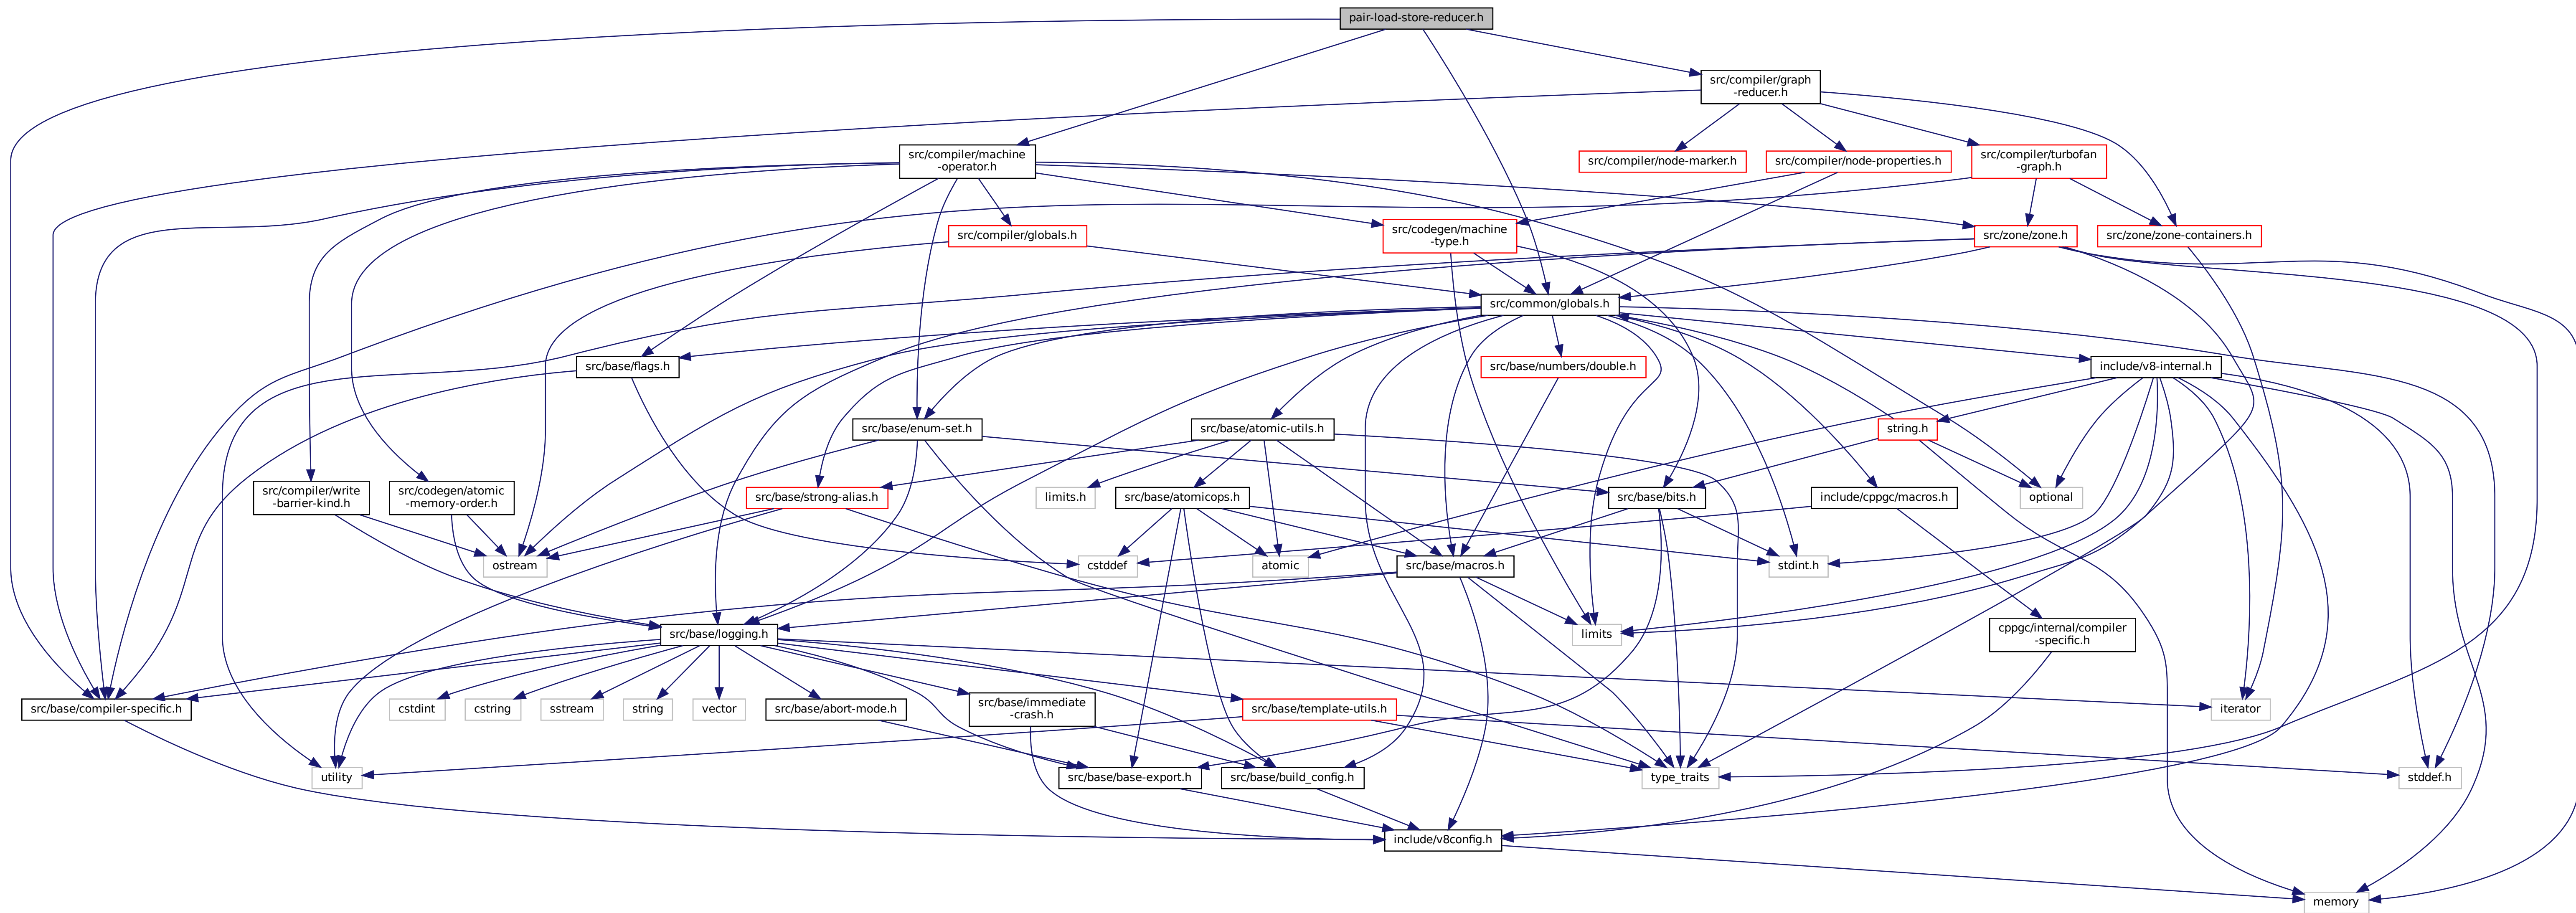 pair-load-store-reducer.h
src/compiler/graph
-reducer.h
src/compiler/machine
-operator.h
src/compiler/node-marker.h
src/compiler/node-properties.h
src/compiler/turbofan
-graph.h
src/compiler/globals.h
src/codegen/machine
-type.h
src/zone/zone.h
src/zone/zone-containers.h
src/common/globals.h
src/base/flags.h
src/base/numbers/double.h
include/v8-internal.h
src/base/enum-set.h
src/base/atomic-utils.h
string.h
src/compiler/write
-barrier-kind.h
src/codegen/atomic
-memory-order.h
src/base/strong-alias.h
limits.h
src/base/atomicops.h
src/base/bits.h
include/cppgc/macros.h
optional
ostream
cstddef
atomic
src/base/macros.h
stdint.h
src/base/logging.h
limits
cppgc/internal/compiler
-specific.h
src/base/compiler-specific.h
cstdint
cstring
sstream
string
vector
src/base/abort-mode.h
src/base/immediate
-crash.h
src/base/template-utils.h
iterator
utility
src/base/base-export.h
src/base/build_config.h
type_traits
stddef.h
include/v8config.h
memory